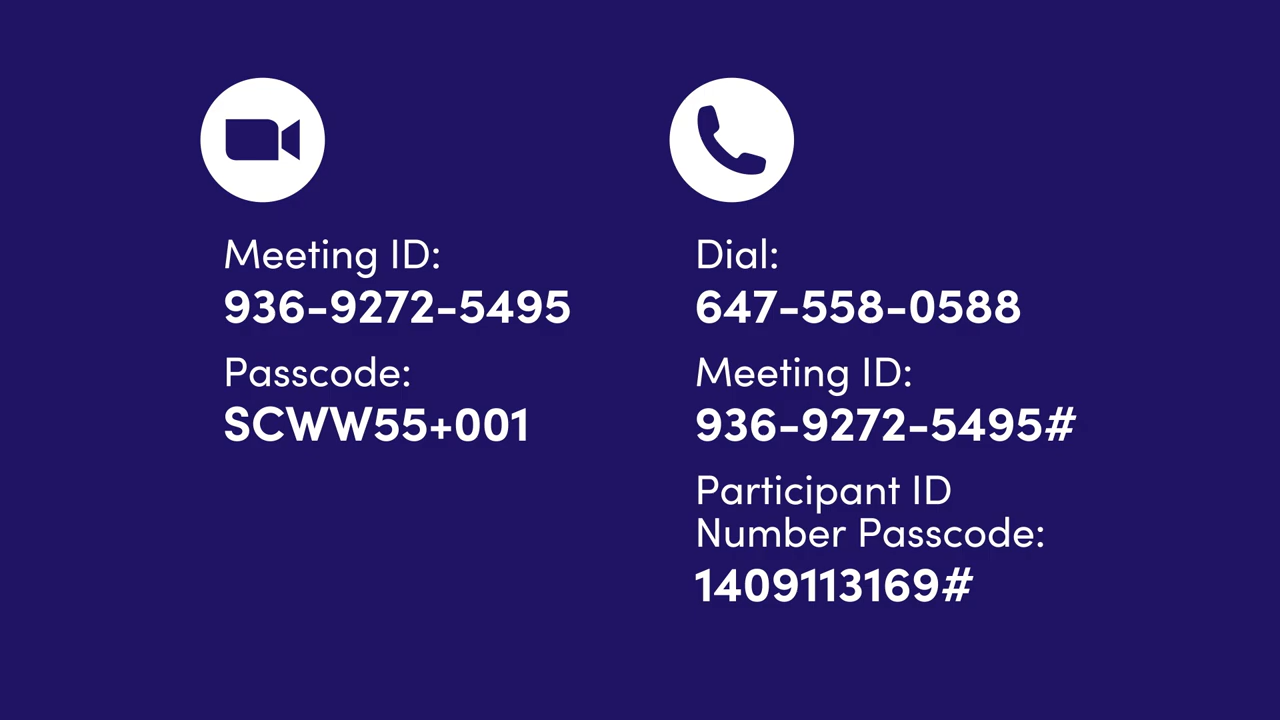 Meeting ID:
936-9272-5495
Passcode:
SCWW55+001
Dial:
647-558-0588
Meeting ID:
936-9272-5495#
Participant ID
Number Passcode:
1409113169#